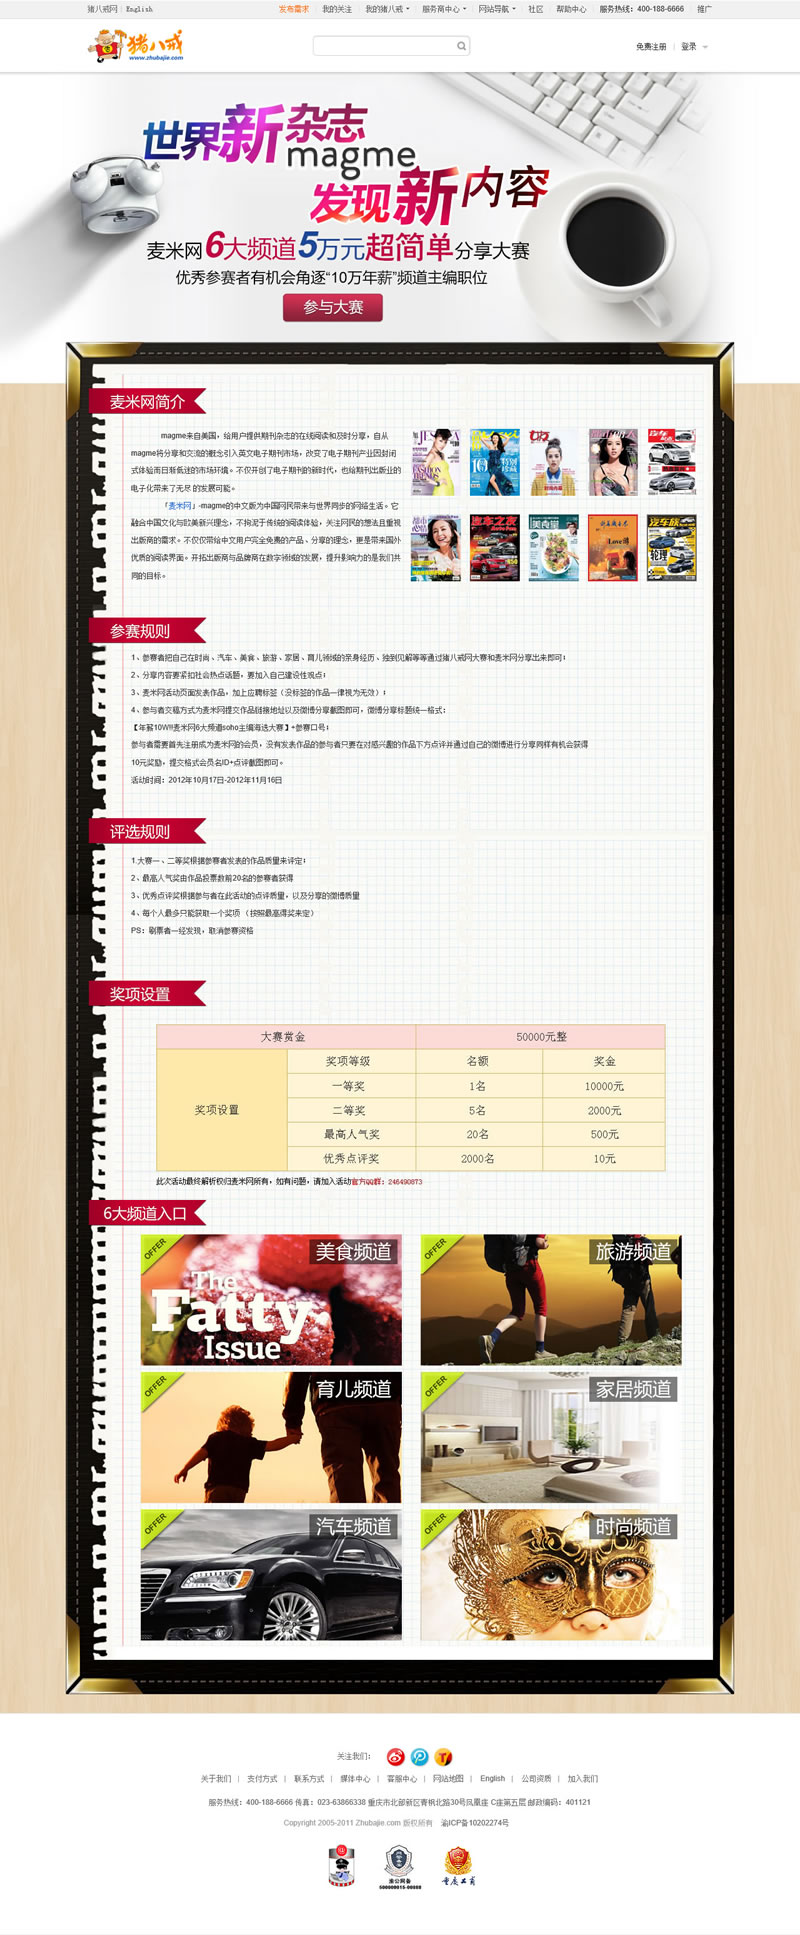 猪八戒网 | English
发布需求 我的关注 我的猪八戒 服务商中心 网站导航 社区 帮助中心 服务热线：400-188-6666 推广
猪八戒
www.zhubajie.com
免费注册 | 登录
世界新杂志
magme
发现新内容
麦米网6大频道5万元超简单分享大赛
优秀参赛者有机会角逐“10万年薪”频道主编职位
参与大赛
麦米网简介
magme来自美国，给用户提供期刊杂志的在线阅读和及时分享，自从
magme将分享和交流的概念引入英文电子期刊市场，改变了电子期刊产业因封闭
式体验而日渐低迷的市场环境。不仅开创了电子期刊的新时代，也给期刊出版业的
电子化带来了无尽的发展可能。
「麦米网」-magme的中文版为中国网民带来与世界同步的网络生活。它
融合中国文化与欧美新兴理念，不拘泥于传统的阅读体验，关注网民的想法且重视
出版商的需求。不仅仅带给中文用户完全免费的产品、分享的理念，更是带来国外
优质的阅读界面。开拓出版商与品牌商在数字领域的发展，提升影响力的是我们共
同的目标。
参赛规则
1、参赛者把自己在时尚、汽车、美食、旅游、家居、育儿领域的亲身经历、独到见解等等通过猪八戒网大赛和麦米网分享出来即可；
2、分享内容要紧扣社会热点话题，要加入自己建设性观点；
3、麦米网活动页面发表作品，加上应聘标签（没标签的作品一律视为无效）；
4、参与者交稿方式为麦米网提交作品链接地址以及微博分享截图即可，微博分享标题统一格式：
【年薪10W!!!麦米网6大频道soho主编海选大赛】+参赛口号；
参与者需要首先注册成为麦米网的会员，没有发表作品的参与者只要在对感兴趣的作品下方点评并通过自己的微博进行分享同样有机会获得
10元奖励，提交格式会员名ID+点评截图即可。
活动时间：2012年10月17日-2012年11月16日
评选规则
1.大赛一、二等奖根据参赛者发表的作品质量来评定；
2、最高人气奖由作品投票数前20名的参赛者获得
3、优秀点评奖根据参与者在此活动的点评质量，以及分享的微博质量
4、每个人最多只能获取一个奖项（按照最高得奖来定）
PS：刷票者一经发现，取消参赛资格
奖项设置
大赛赏金 50000元整
奖项设置 奖项等级 名额 奖金
一等奖 1名 10000元
二等奖 5名 2000元
最高人气奖 20名 500元
优秀点评奖 2000名 10元
此次活动最终解析权归麦米网所有，如有问题，请加入活动官方QQ群：246490873
6大频道入口
OFFER 美食频道
The
Fatty
Issue
OFFER 旅游频道
OFFER 育儿频道
OFFER 家居频道
OFFER 汽车频道
OFFER 时尚频道
关注我们：
关于我们 | 支付方式 | 联系方式 | 媒体中心 | 客服中心 | 网站地图 | English | 公司资质 | 加入我们
服务热线：400-188-6666 传真：023-63866338 重庆市北部新区青枫北路30号凤凰座 C座第五层 邮政编码：401121
Copyright 2005-2011 Zhubajie.com 版权所有 渝ICP备10202274号
渝公网备
重庆工商